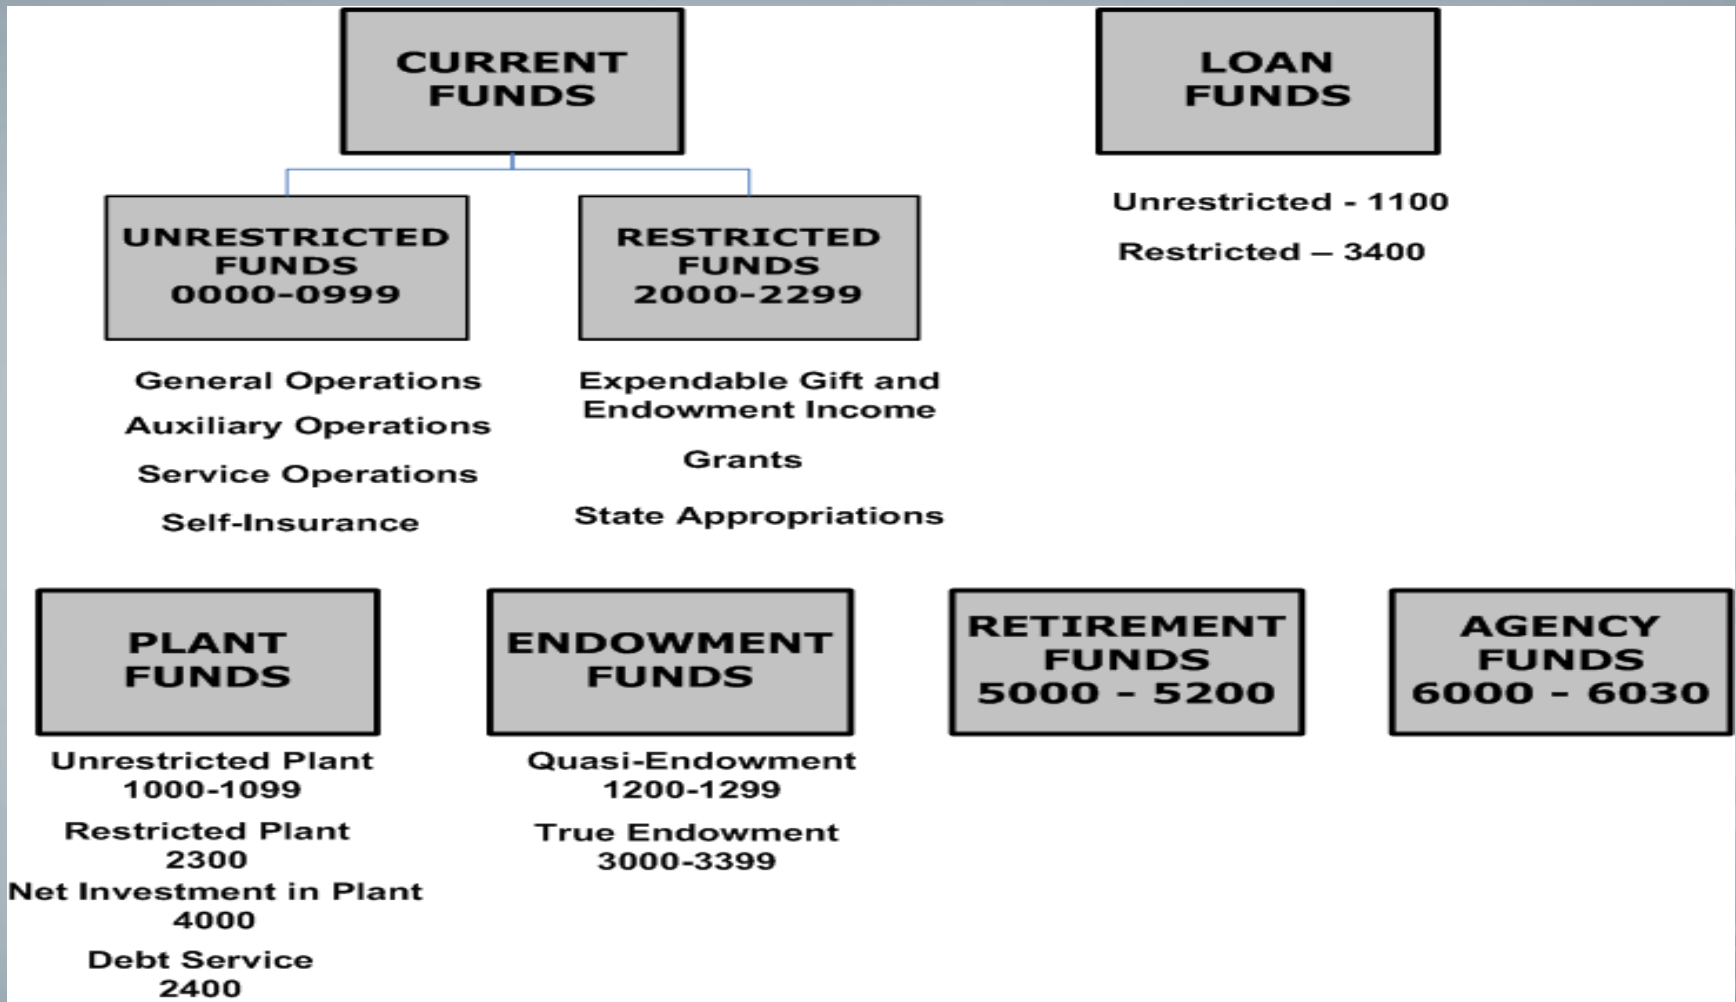 CURRENT
FUNDS
UNRESTRICTED
FUNDS
0000-0999
General Operations
Auxiliary Operations
Service Operations
Self-Insurance
RESTRICTED
FUNDS
2000-2299
Expendable Gift and
Endowment Income
Grants
State Appropriations
LOAN
FUNDS
Unrestricted - 1100
Restricted – 3400
PLANT
FUNDS
Unrestricted Plant
1000-1099
Restricted Plant
2300
Net Investment in Plant
4000
Debt Service
2400
ENDOWMENT
FUNDS
Quasi-Endowment
1200-1299
True Endowment
3000-3399
RETIREMENT
FUNDS
5000 - 5200
AGENCY
FUNDS
6000 - 6030